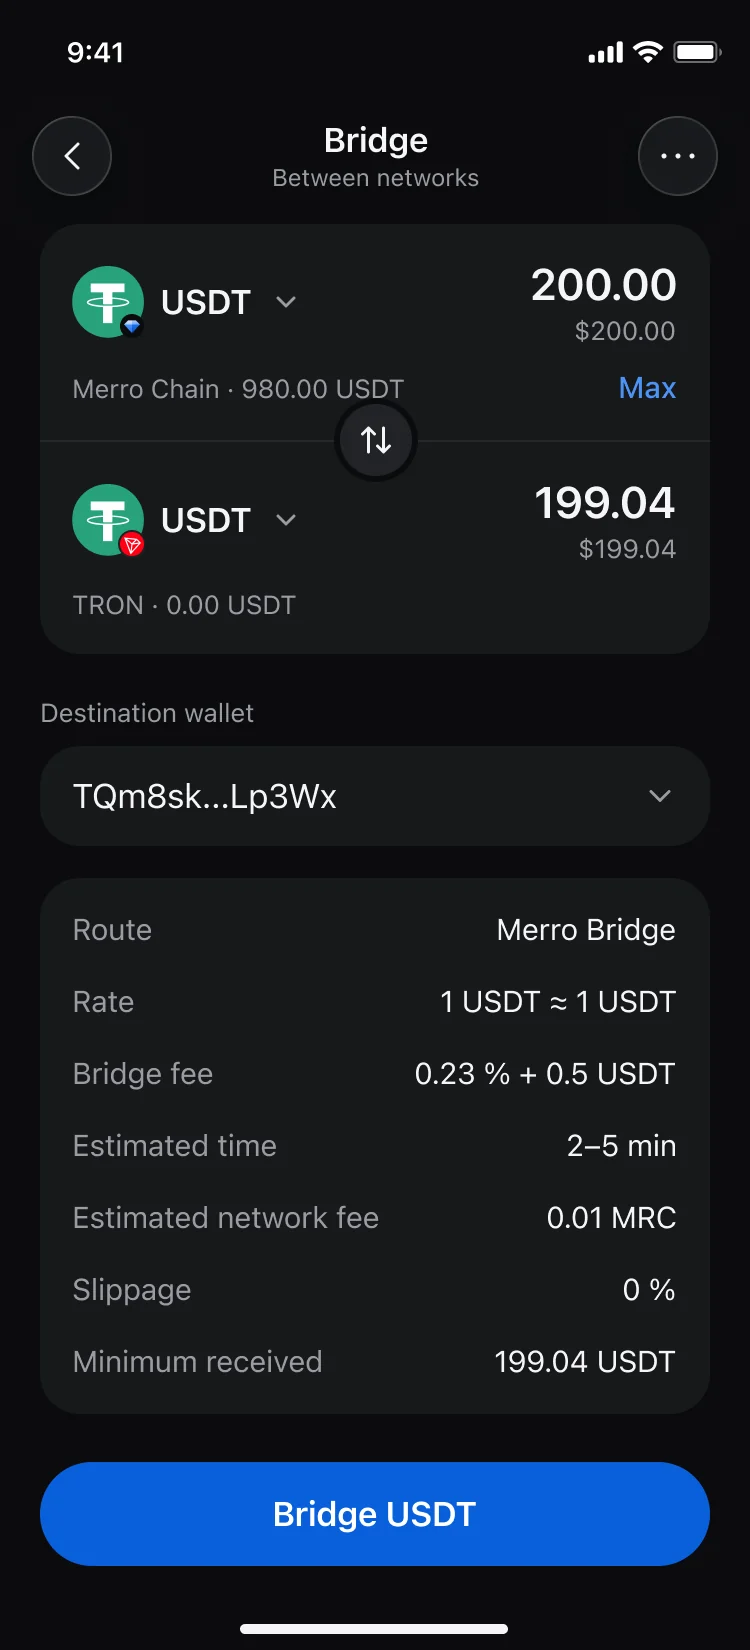 9:41
Bridge
Between networks
USDT
200.00
$200.00
Merro Chain · 980.00 USDT
Max
USDT
199.04
$199.04
TRON · 0.00 USDT
Destination wallet
TQm8sk...Lp3Wx
Route Merro Bridge
Rate 1 USDT ≈ 1 USDT
Bridge fee 0.23 % + 0.5 USDT
Estimated time 2–5 min
Estimated network fee 0.01 MRC
Slippage 0 %
Minimum received 199.04 USDT
Bridge USDT